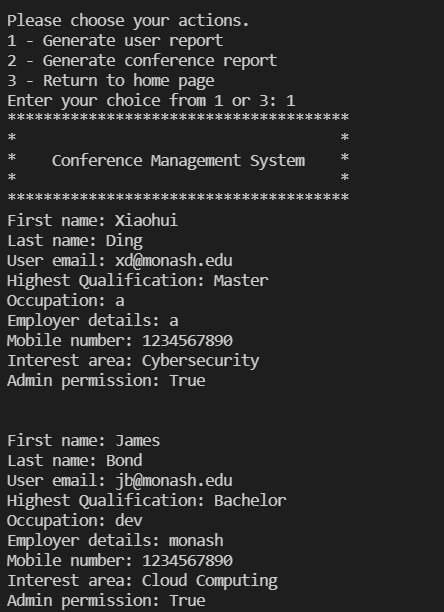 Please choose your actions.
1 - Generate user report
2 - Generate conference report
3 - Return to home page
Enter your choice from 1 or 3: 1
**************************************
*                                    *
*    Conference Management System    *
*                                    *
**************************************
First name: Xiaohui
Last name: Ding
User email: xd@monash.edu
Highest Qualification: Master
Occupation: a
Employer details: a
Mobile number: 1234567890
Interest area: Cybersecurity
Admin permission: True
First name: James
Last name: Bond
User email: jb@monash.edu
Highest Qualification: Bachelor
Occupation: dev
Employer details: monash
Mobile number: 1234567890
Interest area: Cloud Computing
Admin permission: True